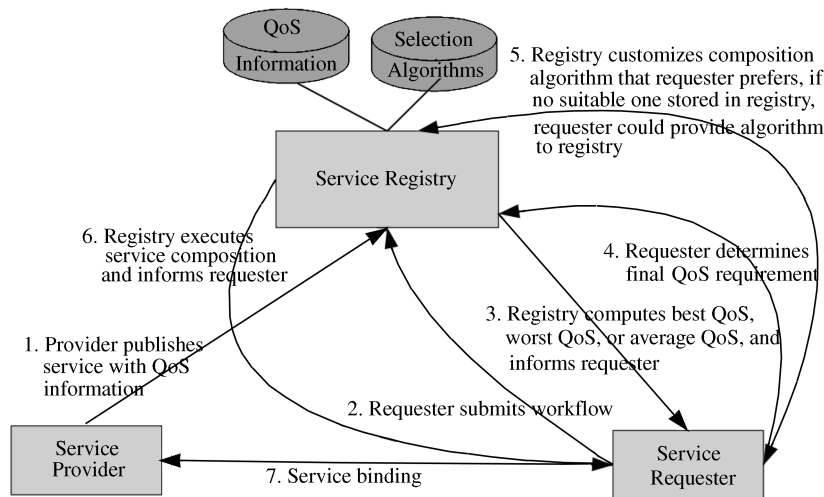 QoS
Information
Selection
Algorithms
5. Registry customizes composition
algorithm that requester prefers, if
no suitable one stored in registry,
requester could provide algorithm
to registry
Service Registry
6. Registry executes
service composition
and informs requester
4. Requester determines
final QoS requirement
3. Registry computes best QoS,
worst QoS, or average QoS, and
informs requester
1. Provider publishes
service with QoS
information
2. Requester submits workflow
Service
Provider
7. Service binding
Service
Requester